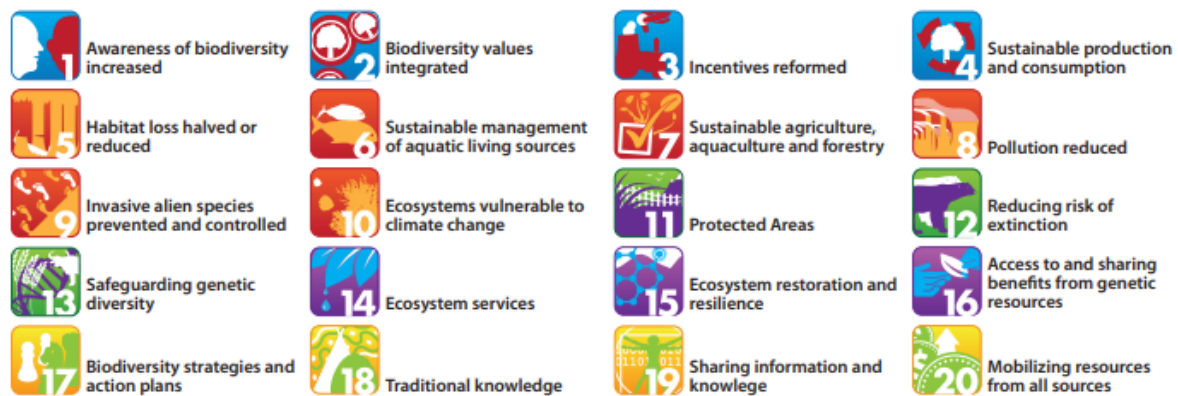 1 Awareness of biodiversity
increased
2 Biodiversity values
integrated
3 Incentives reformed
4 Sustainable production
and consumption
5 Habitat loss halved or
reduced
6 Sustainable management
of aquatic living sources
7 Sustainable agriculture,
aquaculture and forestry
8 Pollution reduced
9 Invasive alien species
prevented and controlled
10 Ecosystems vulnerable to
climate change
11 Protected Areas
12 Reducing risk of
extinction
13 Safeguarding genetic
diversity
14 Ecosystem services
15 Ecosystem restoration and
resilience
16 Access to and sharing
benefits from genetic
resources
17 Biodiversity strategies and
action plans
18 Traditional knowledge
19 Sharing information and
knowlege
20 Mobilizing resources
from all sources